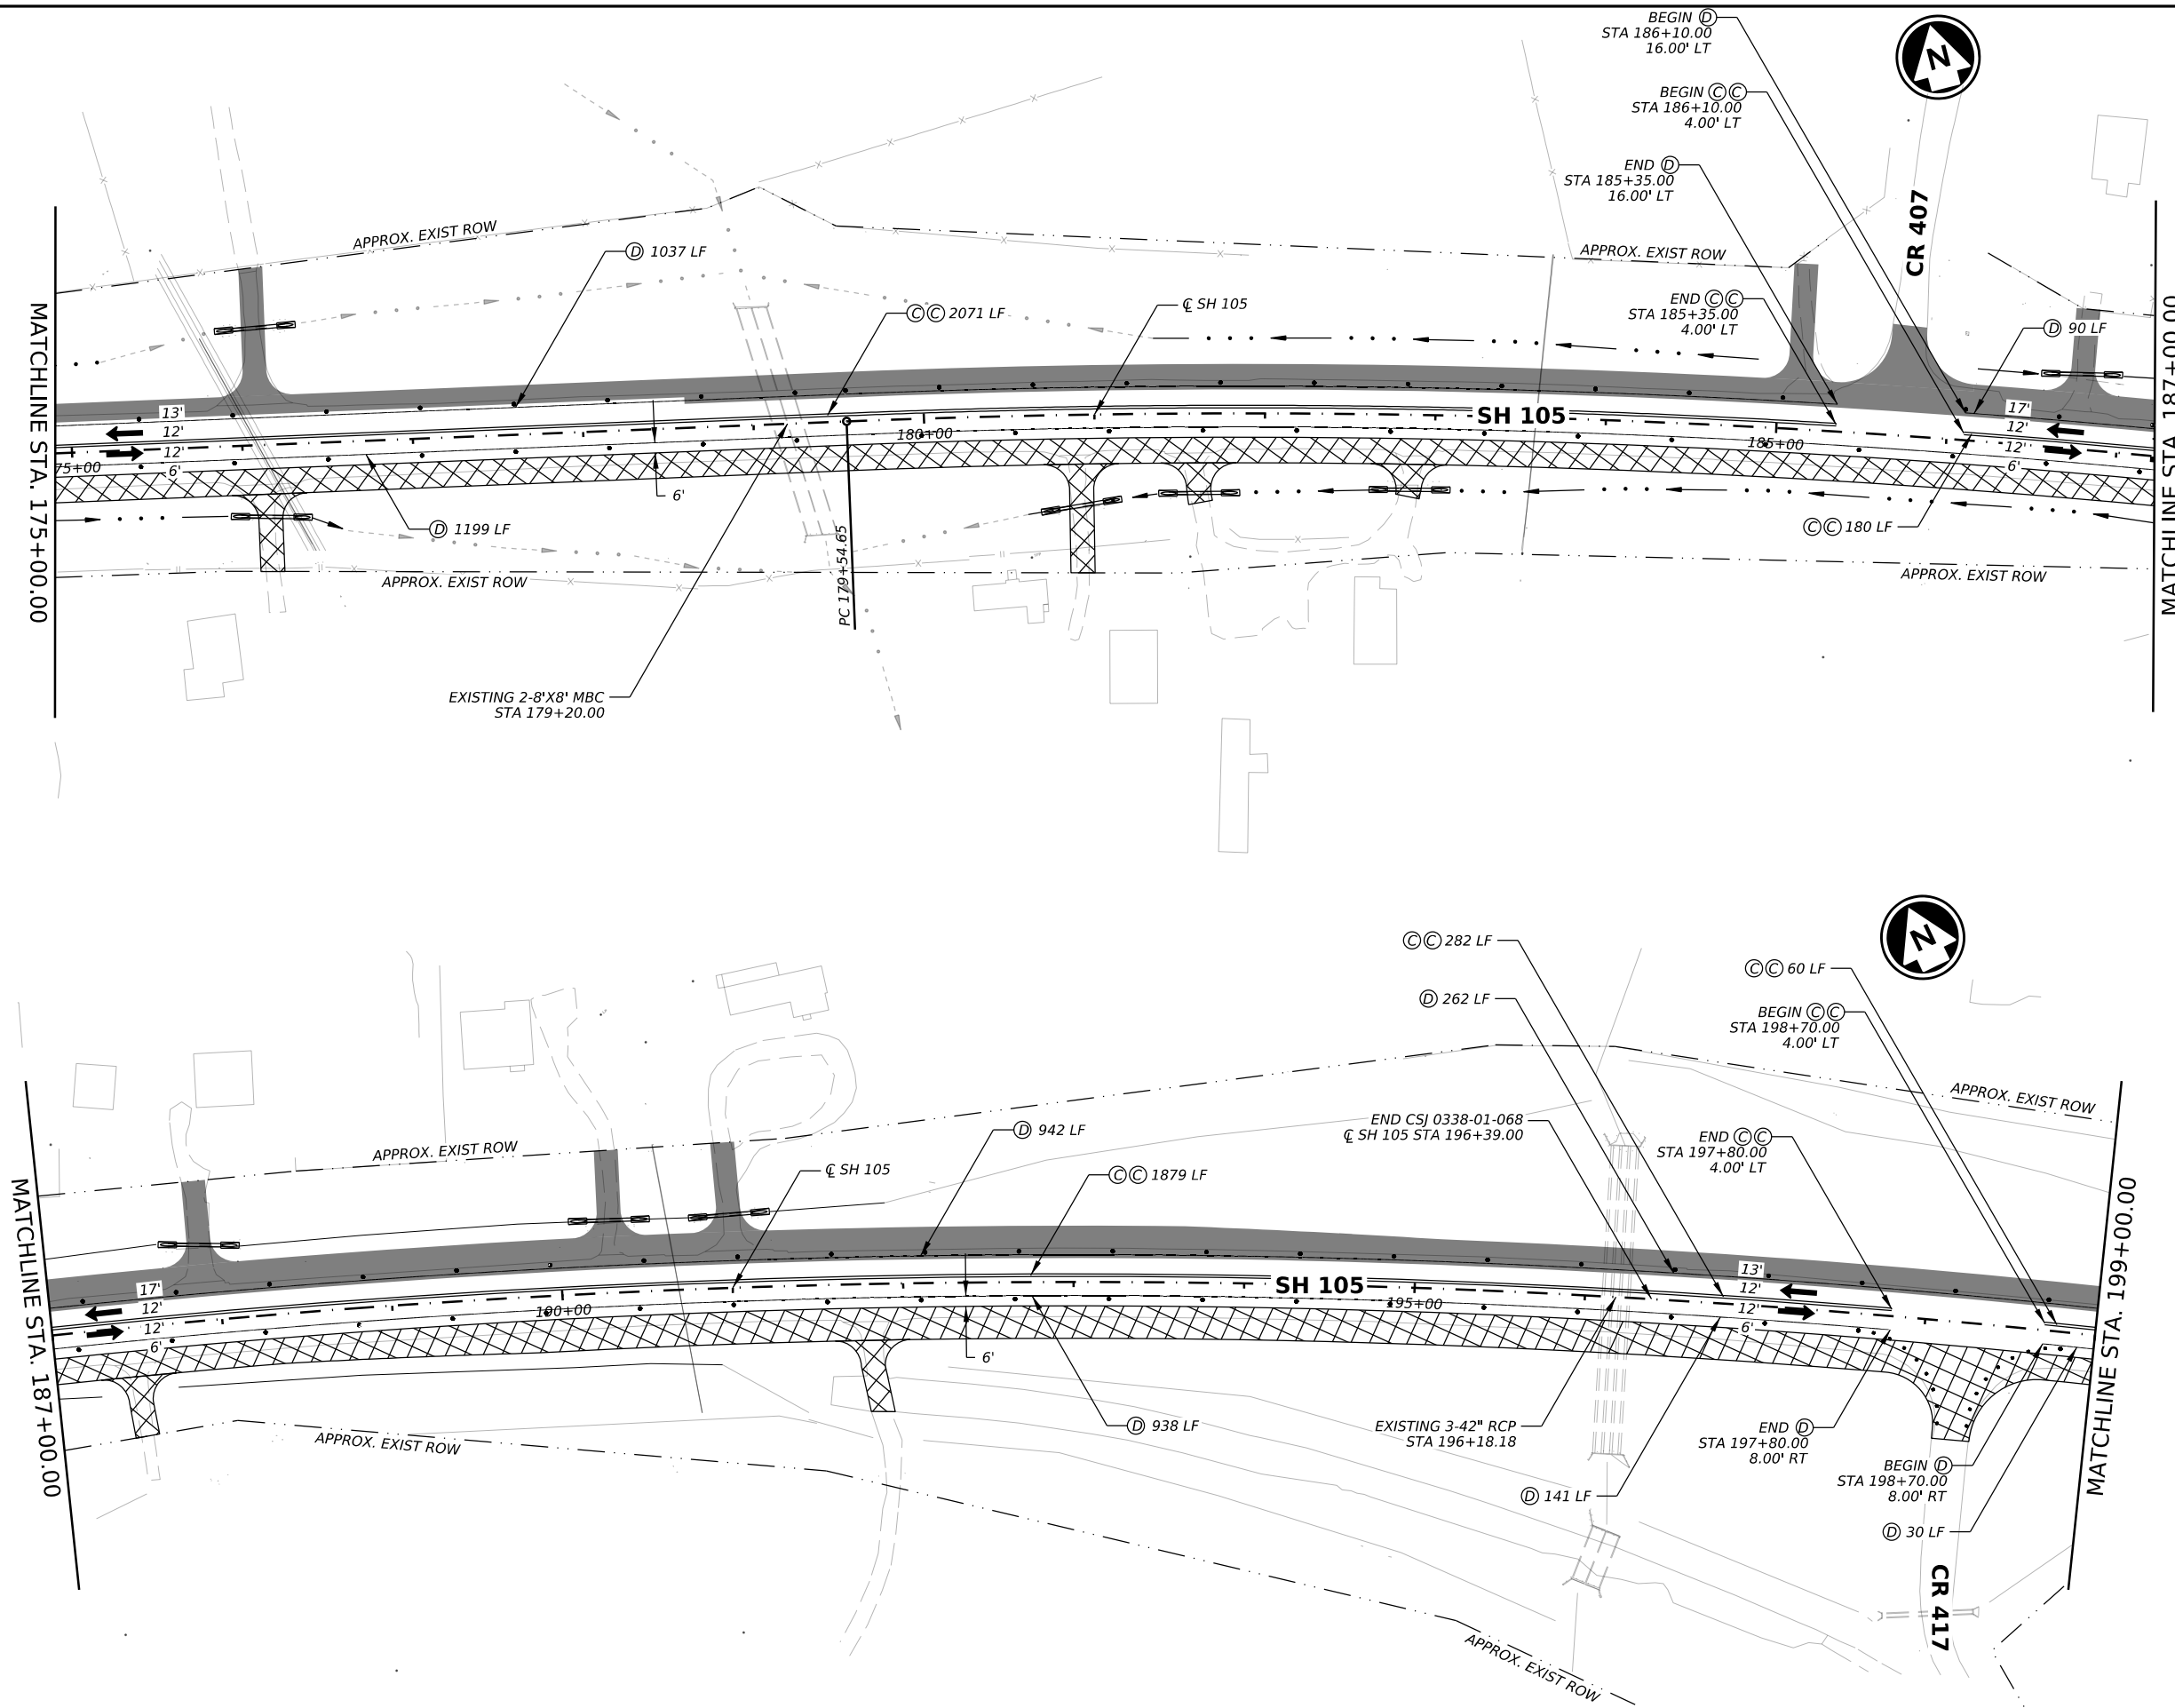 BEGIN Ⓓ
STA 186+10.00
16.00' LT
BEGIN ⒸⒸ
STA 186+10.00
4.00' LT
END Ⓓ
STA 185+35.00
16.00' LT
END ⒸⒸ
STA 185+35.00
4.00' LT
N
CR 407
APPROX. EXIST ROW
APPROX. EXIST ROW
Ⓓ 1037 LF
ⒸⒸ 2071 LF
℄ SH 105
Ⓓ 90 LF
MATCHLINE STA. 175+00.00
MATCHLINE STA. 187+00.00
13'
12'
12'
6'
75+00
180+00
SH 105
185+00
17'
12'
12'
6'
6'
Ⓓ 1199 LF
ⒸⒸ 180 LF
PC 179+54.65
APPROX. EXIST ROW
APPROX. EXIST ROW
EXISTING 2-8'X8' MBC
STA 179+20.00
N
ⒸⒸ 282 LF
ⒸⒸ 60 LF
Ⓓ 262 LF
BEGIN ⒸⒸ
STA 198+70.00
4.00' LT
APPROX. EXIST ROW
END CSJ 0338-01-068
℄ SH 105 STA 196+39.00
END ⒸⒸ
STA 197+80.00
4.00' LT
Ⓓ 942 LF
APPROX. EXIST ROW
℄ SH 105
ⒸⒸ 1879 LF
MATCHLINE STA. 187+00.00
MATCHLINE STA. 199+00.00
17'
12'
12'
6'
190+00
SH 105
195+00
13'
12'
12'
6'
6'
Ⓓ 938 LF
EXISTING 3-42" RCP
STA 196+18.18
END Ⓓ
STA 197+80.00
8.00' RT
APPROX. EXIST ROW
BEGIN Ⓓ
STA 198+70.00
8.00' RT
Ⓓ 141 LF
Ⓓ 30 LF
CR 417
APPROX. EXIST ROW